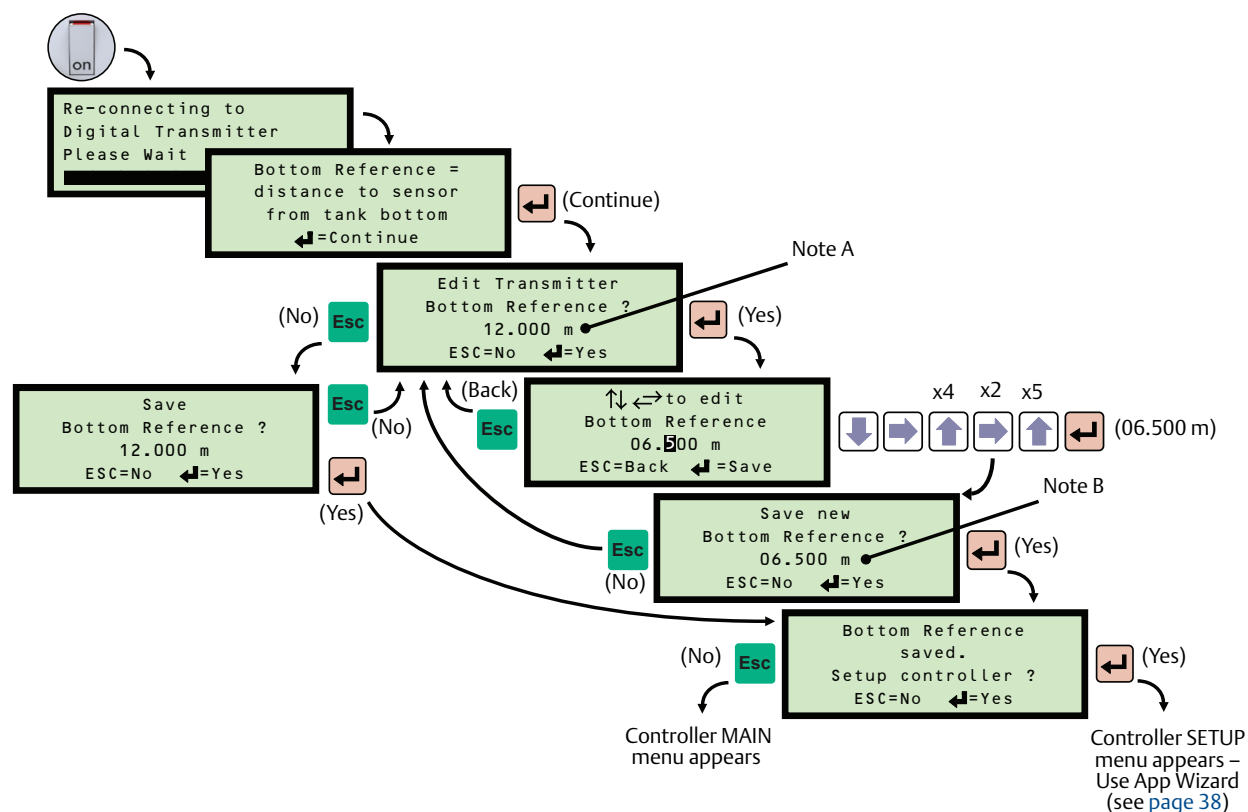 on
Re-connecting to
Digital Transmitter
Please Wait
Bottom Reference =
distance to sensor
from tank bottom
↵=Continue
(Continue)
Note A
Edit Transmitter
Bottom Reference ?
12.000 m
ESC=No ↵=Yes
(No)
Esc
(Yes)
Save
Bottom Reference ?
12.000 m
ESC=No ↵=Yes
Esc
(No)
(Yes)
(Back)
Esc
↑↓ ←→to edit
Bottom Reference
06.500 m
ESC=Back ↵=Save
x4 x2 x5
(06.500 m)
Note B
Save new
Bottom Reference ?
06.500 m
ESC=No ↵=Yes
Esc
(No)
(Yes)
Bottom Reference
saved.
Setup controller ?
ESC=No ↵=Yes
(No)
Esc
(Yes)
Controller MAIN
menu appears
Controller SETUP
menu appears –
Use App Wizard
(see page 38)